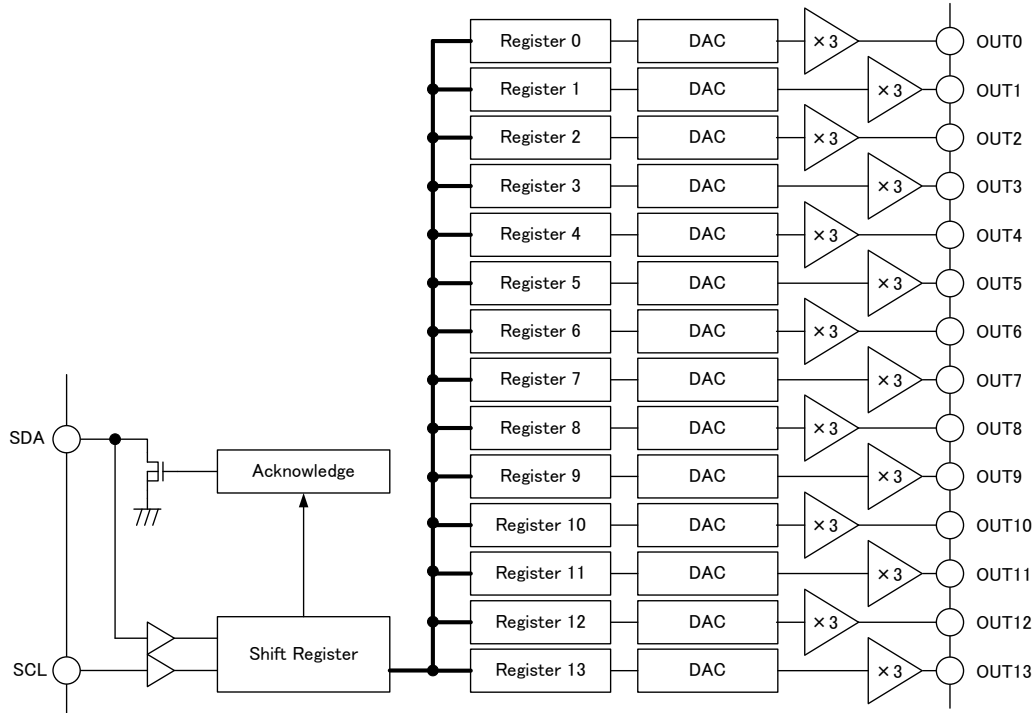 Register 0 DAC ×3 OUT0
Register 1 DAC ×3 OUT1
Register 2 DAC ×3 OUT2
Register 3 DAC ×3 OUT3
Register 4 DAC ×3 OUT4
Register 5 DAC ×3 OUT5
Register 6 DAC ×3 OUT6
Register 7 DAC ×3 OUT7
SDA Register 8 DAC ×3 OUT8
Acknowledge Register 9 DAC ×3 OUT9
Register 10 DAC ×3 OUT10
Register 11 DAC ×3 OUT11
Register 12 DAC ×3 OUT12
SCL Shift Register Register 13 DAC ×3 OUT13